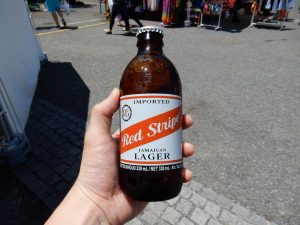 IMPORTED
Red Stripe
JAMAICAN
LAGER